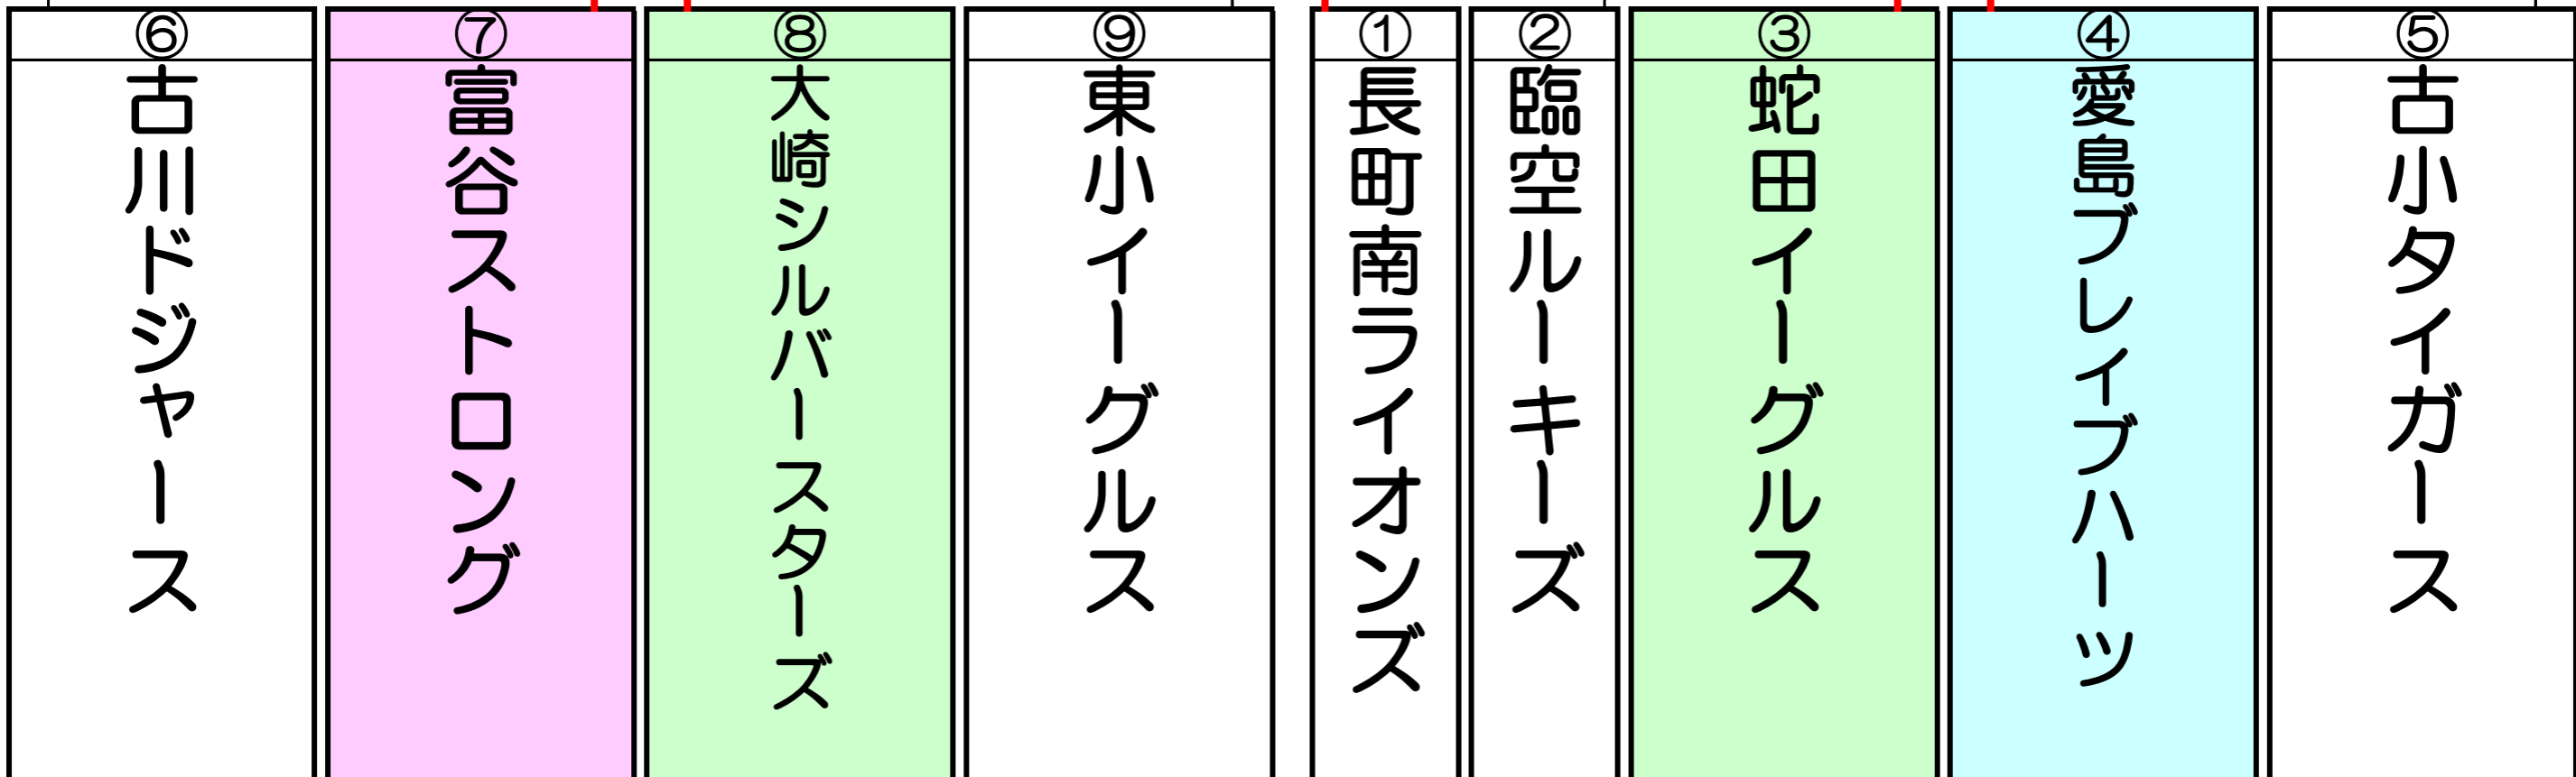 ⑥
古川ドジャース
⑦
富谷ストロング
⑧
大崎シルバースターズ
⑨
東小イーグルス
①
長町南ライオンズ
②
臨空ルーキーズ
③
蛇田イーグルス
④
愛島ブレイブハーツ
⑤
古小タイガース